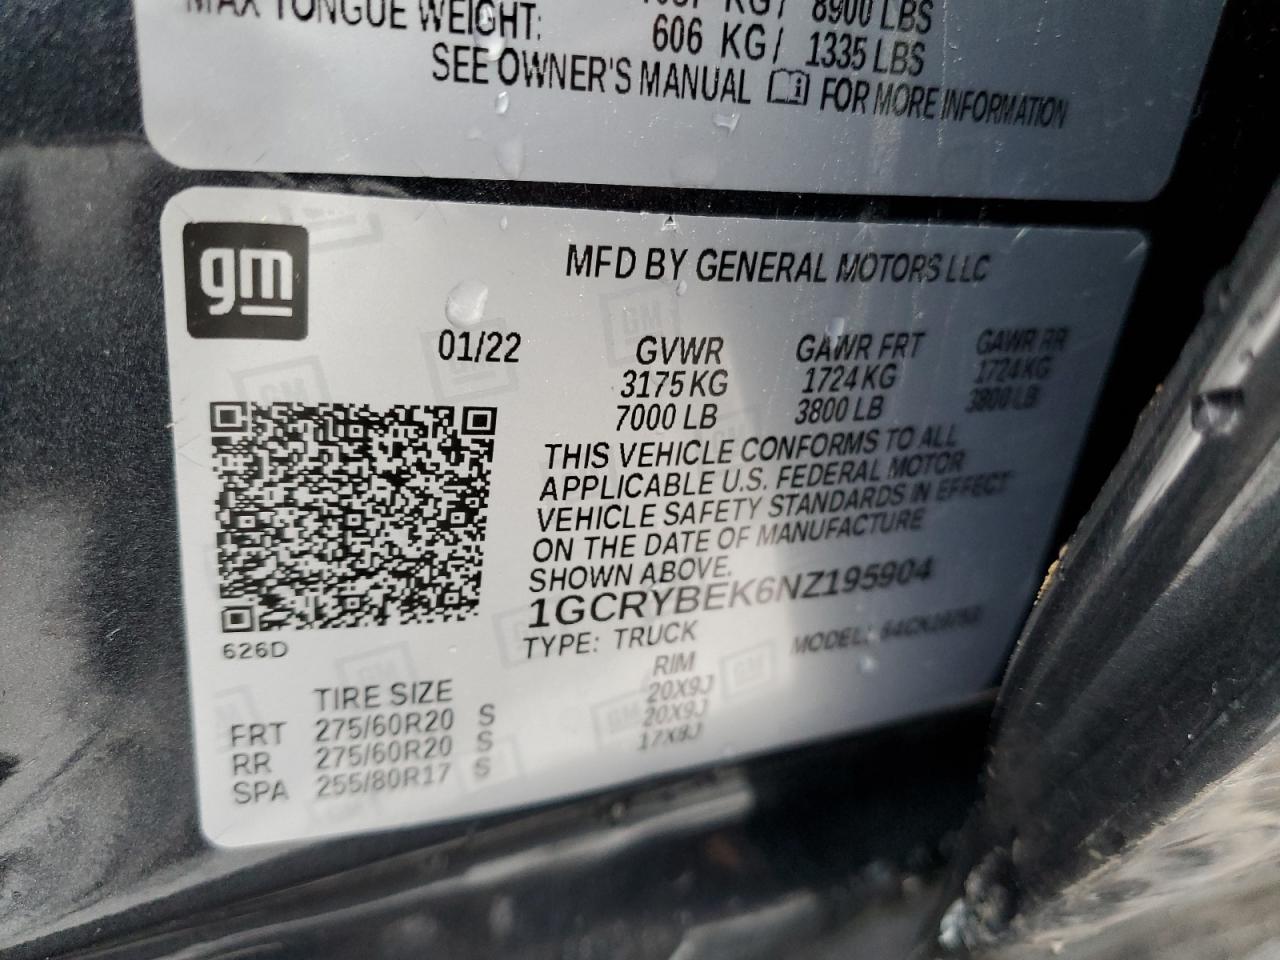 MAX TONGUE WEIGHT: KG/ 8900 LBS
606 KG/ 1335 LBS
SEE OWNER'S MANUAL FOR MORE INFORMATION
gm
MFD BY GENERAL MOTORS LLC
01/22 GVWR GAWR FRT GAWR RR
3175 KG 1724 KG 1724 KG
7000 LB 3800 LB 3800 LB
THIS VEHICLE CONFORMS TO ALL
APPLICABLE U.S. FEDERAL MOTOR
VEHICLE SAFETY STANDARDS IN EFFECT
ON THE DATE OF MANUFACTURE
SHOWN ABOVE.
1GCRYBEK6NZ195904
TYPE: TRUCK MODEL:
626D
TIRE SIZE RIM
FRT 275/60R20 S 20X9J
RR 275/60R20 S 20X9J
SPA 255/80R17 S 17X8J